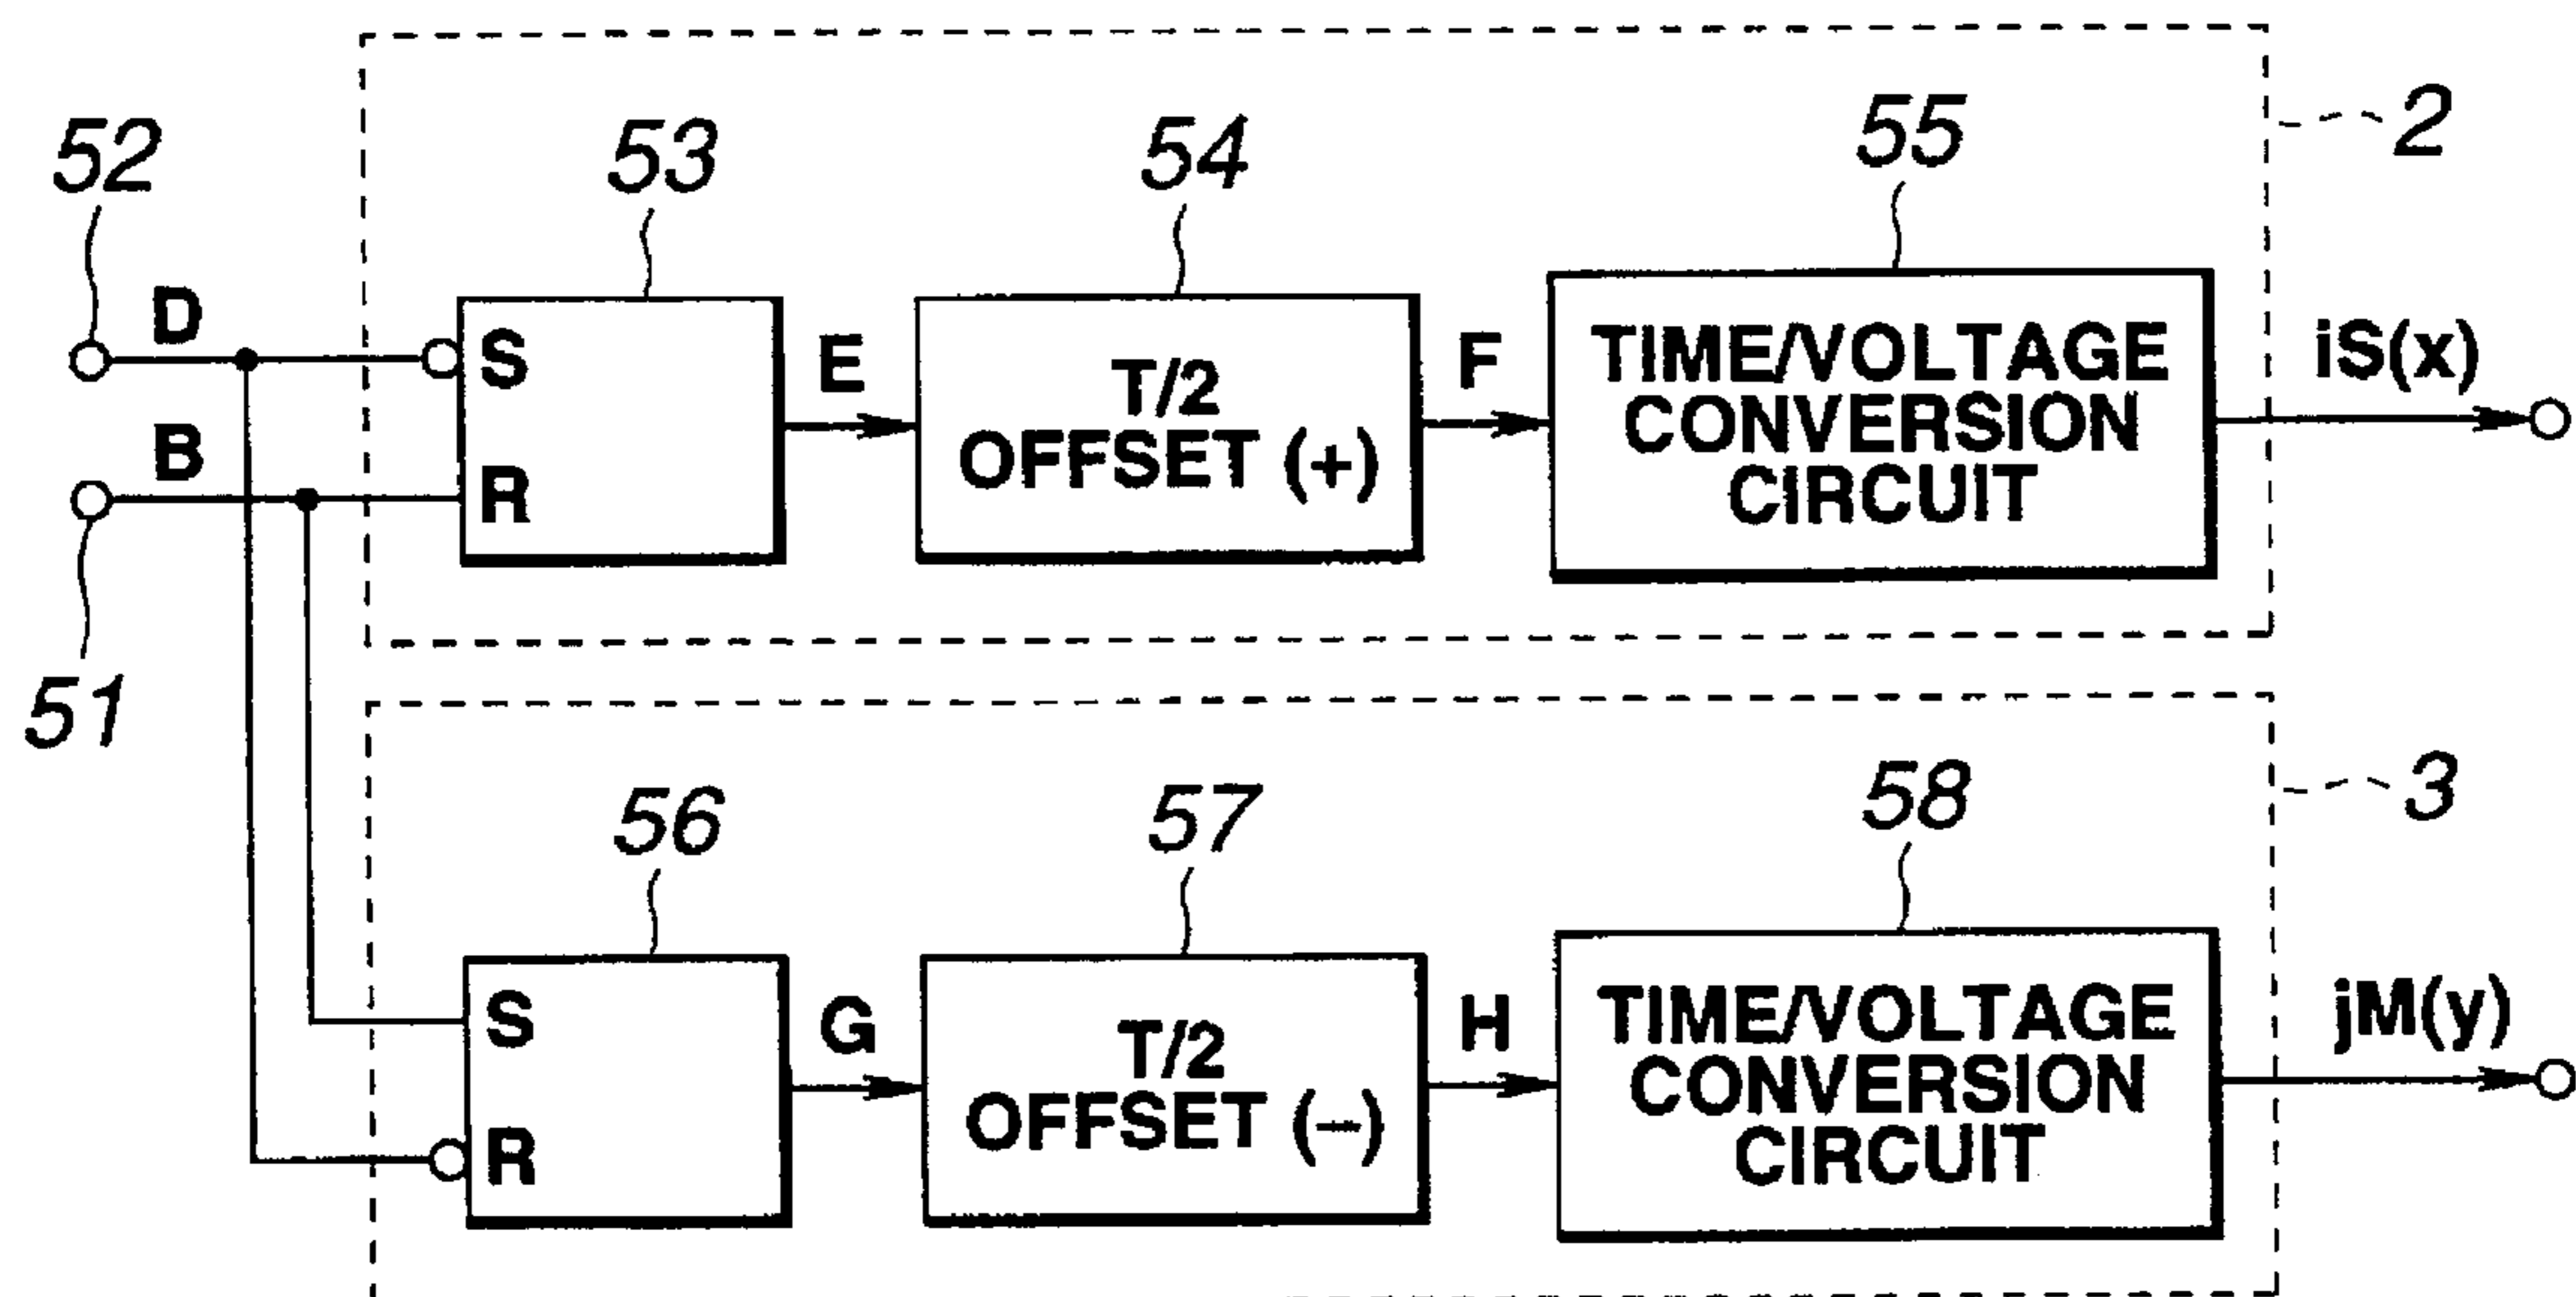 2
52
53
54
55
D
S
E
T/2
OFFSET (+)
F
TIME/VOLTAGE
CONVERSION
CIRCUIT
iS(x)
B
R
51
3
56
57
58
S
G
T/2
OFFSET (–)
H
TIME/VOLTAGE
CONVERSION
CIRCUIT
jM(y)
R